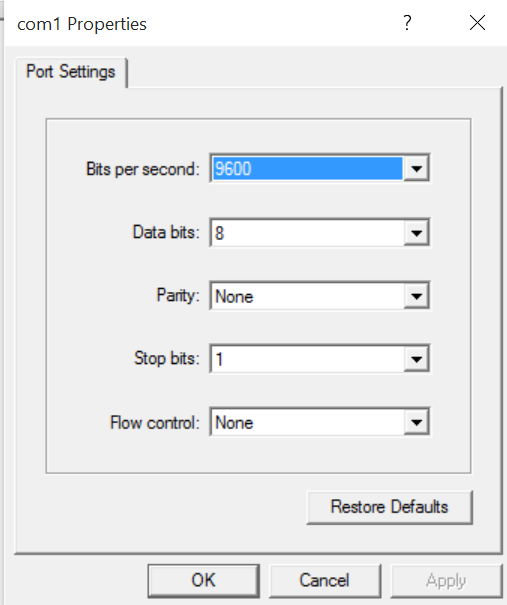 com1 Properties
?
Port Settings
Bits per second: 9600
Data bits: 8
Parity: None
Stop bits: 1
Flow control: None
Restore Defaults
OK Cancel Apply